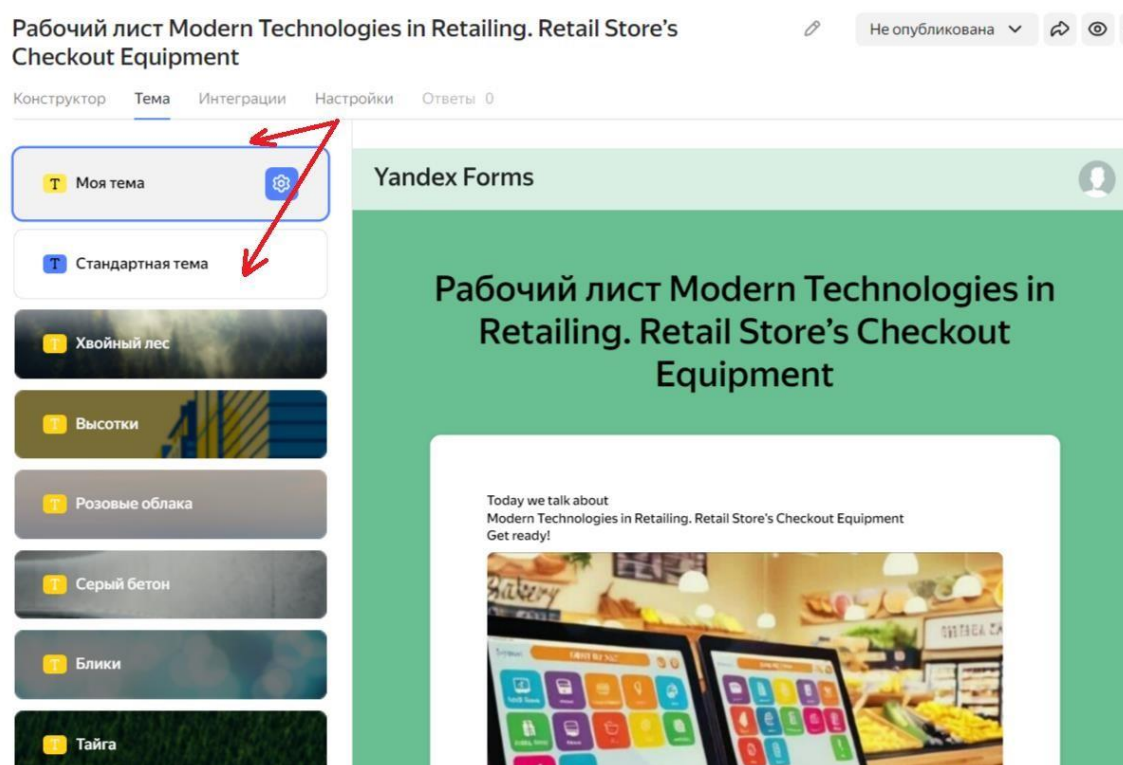 Рабочий лист Modern Technologies in Retailing. Retail Store's
Checkout Equipment
Не опубликована
Конструктор Тема Интеграции Настройки Ответы 0
T Моя тема
T Стандартная тема
T Хвойный лес
T Высотки
T Розовые облака
T Серый бетон
T Блики
T Тайга
Yandex Forms
Рабочий лист Modern Technologies in
Retailing. Retail Store's Checkout
Equipment
Today we talk about
Modern Technologies in Retailing. Retail Store's Checkout Equipment
Get ready!
Bakery